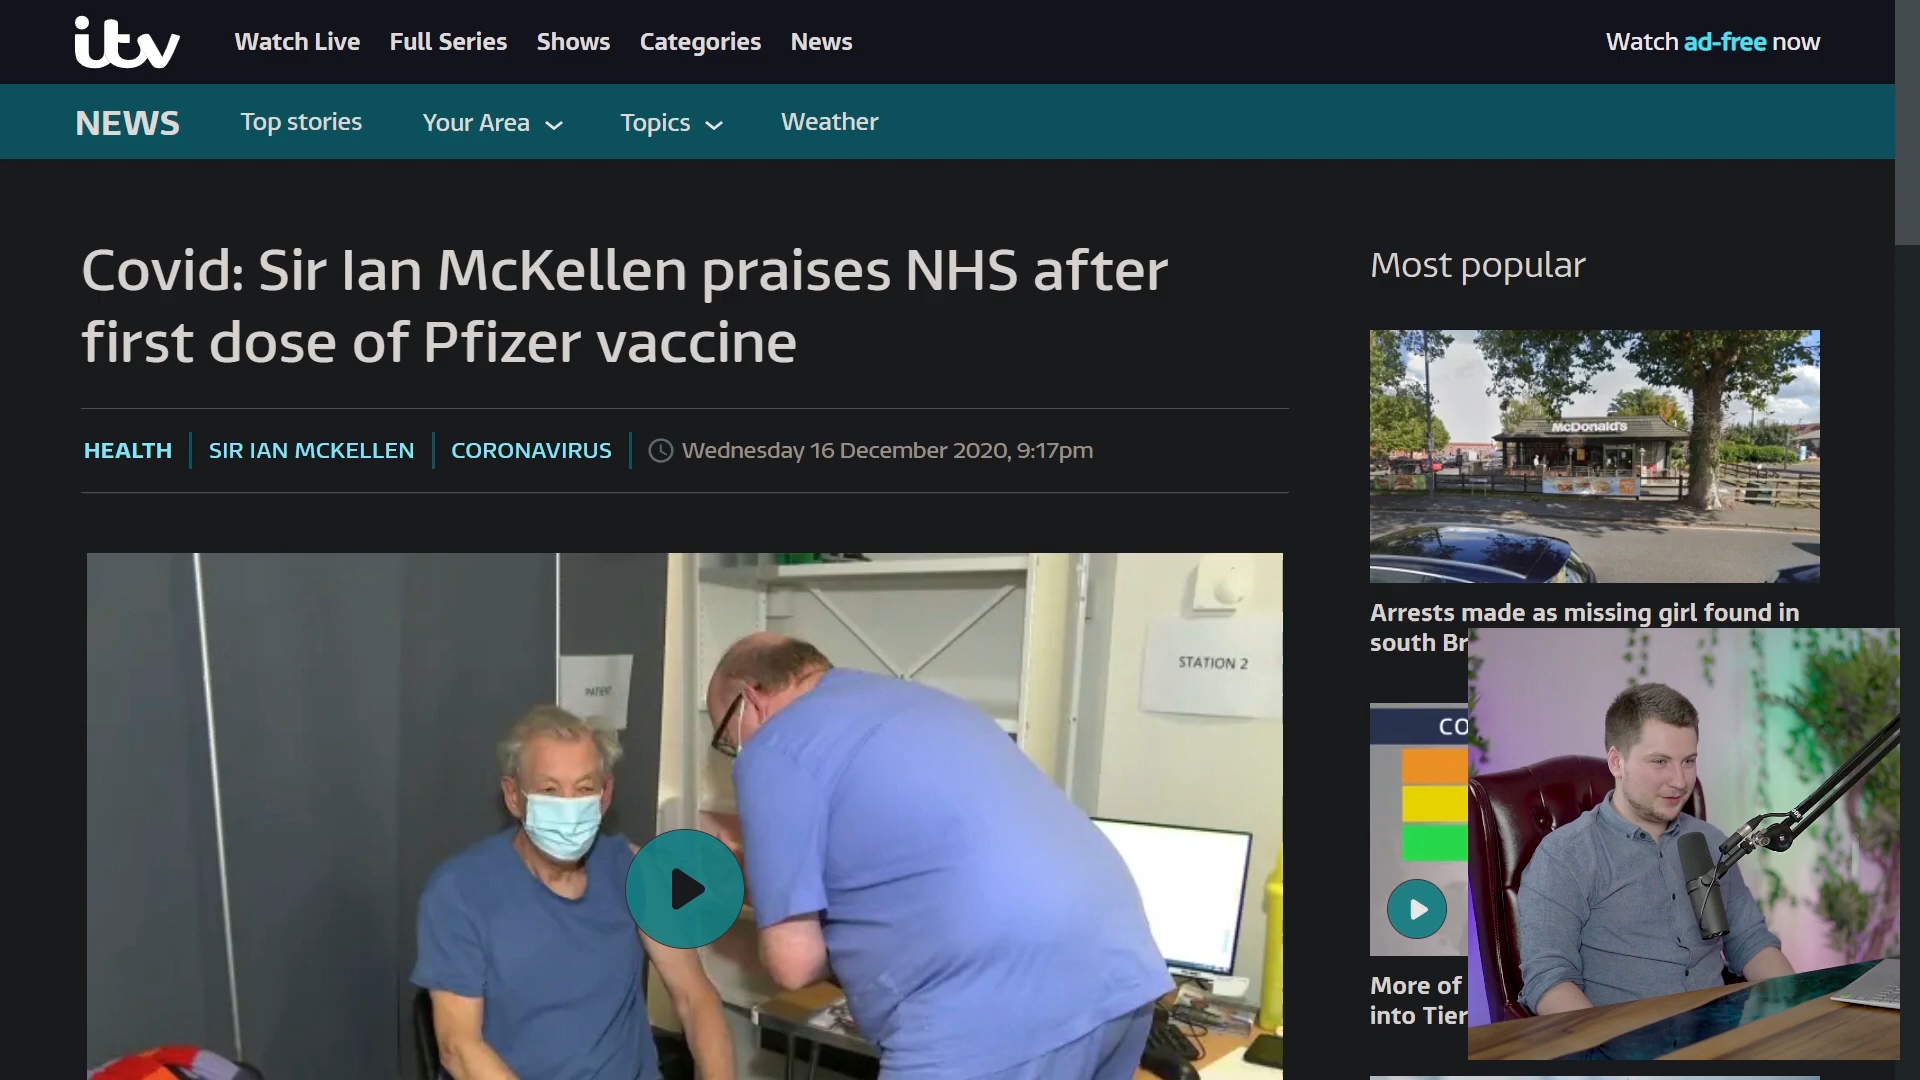 itv
Watch Live
Full Series
Shows
Categories
News
Watch ad-free now
NEWS
Top stories
Your Area
Topics
Weather
Covid: Sir Ian McKellen praises NHS after
first dose of Pfizer vaccine
HEALTH
SIR IAN MCKELLEN
CORONAVIRUS
Wednesday 16 December 2020, 9:17pm
PATIENT
STATION 2
Most popular
McDonald's
Arrests made as missing girl found in
south Br
CO
More of
into Tier